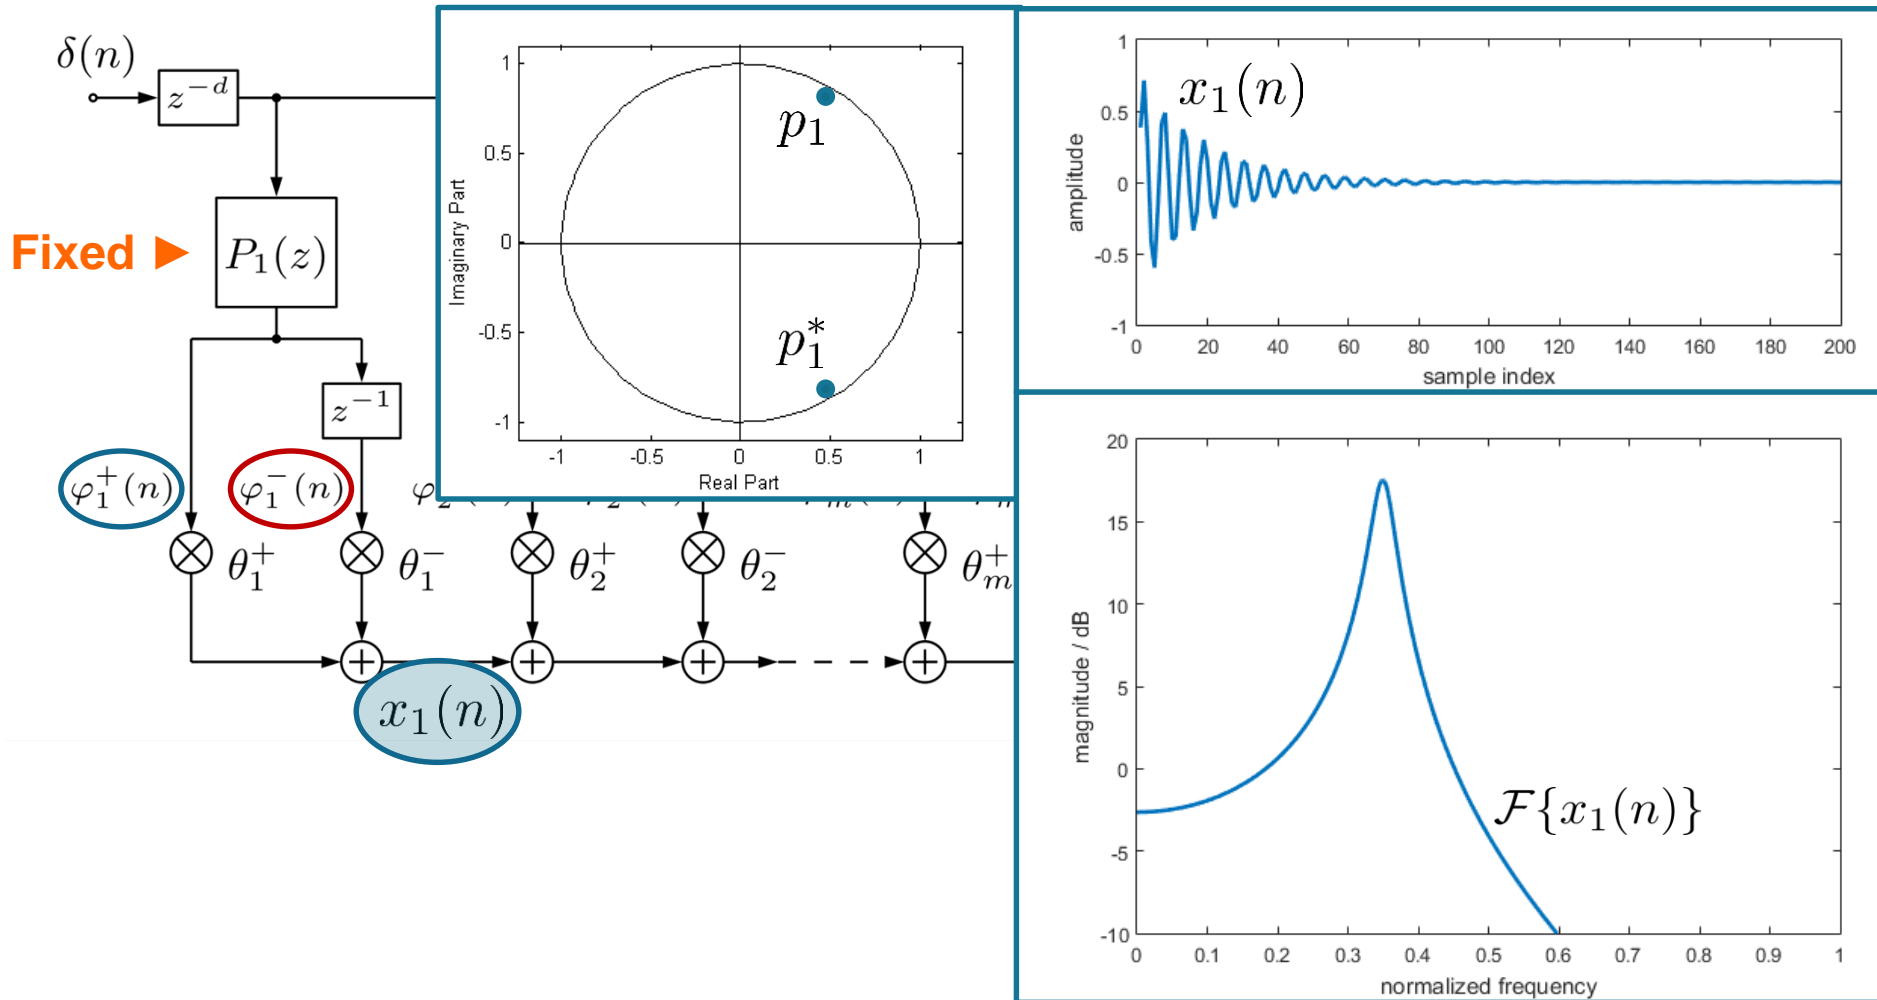 δ(n)
z^{-d}
Fixed ►
P_1(z)
z^{-1}
φ_1^+(n)
φ_1^-(n)
θ_1^+
θ_1^-
θ_2^+
θ_2^-
θ_m^+
x_1(n)
1
0.5
0
-0.5
-1
Imaginary Part
p_1
p_1^*
-1
-0.5
0
0.5
1
Real Part
1
0.5
0
-0.5
-1
amplitude
x_1(n)
0
20
40
60
80
100
120
140
160
180
200
sample index
20
15
10
5
0
-5
-10
magnitude / dB
F{x_1(n)}
0
0.1
0.2
0.3
0.4
0.5
0.6
0.7
0.8
0.9
1
normalized frequency